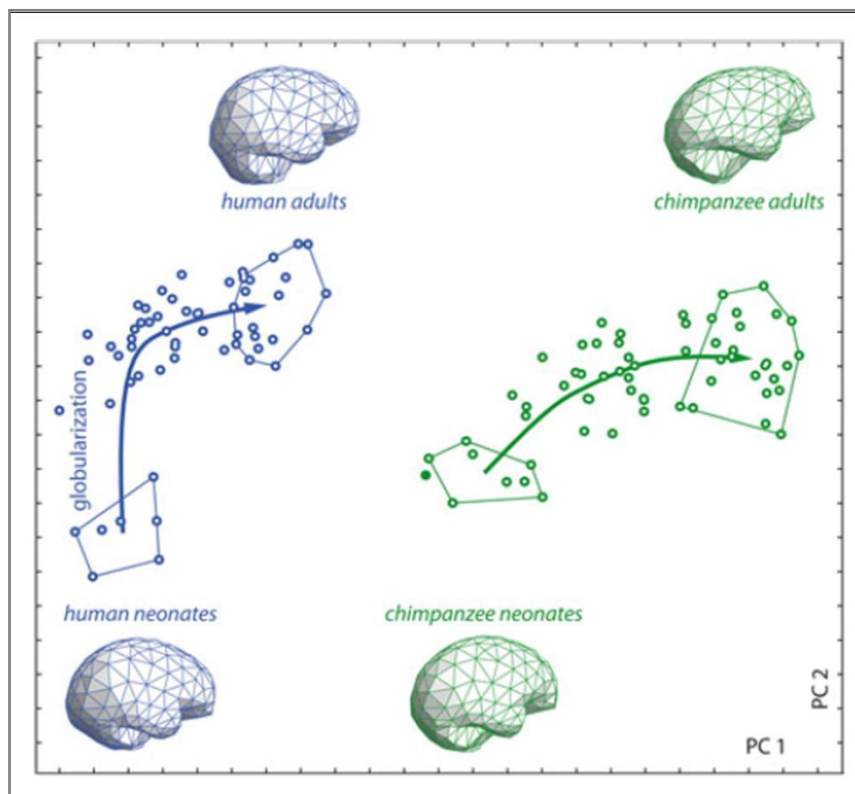 human adults
chimpanzee adults
globularization
human neonates
chimpanzee neonates
PC 2
PC 1